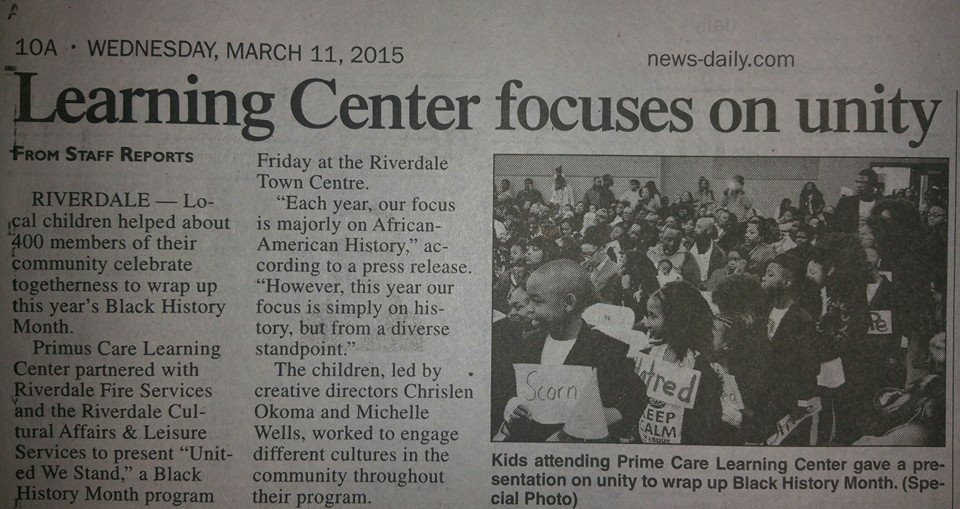 10A · WEDNESDAY, MARCH 11, 2015
news-daily.com
Learning Center focuses on unity
FROM STAFF REPORTS
RIVERDALE — Lo-
cal children helped about
400 members of their
community celebrate
togetherness to wrap up
this year's Black History
Month.
Primus Care Learning
Center partnered with
Riverdale Fire Services
and the Riverdale Cul-
tural Affairs & Leisure
Services to present "Unit-
ed We Stand," a Black
History Month program
Friday at the Riverdale
Town Centre.
"Each year, our focus
is majorly on African-
American History," ac-
cording to a press release.
"However, this year our
focus is simply on his-
tory, but from a diverse
standpoint."
The children, led by
creative directors Chrislen
Okoma and Michelle
Wells, worked to engage
different cultures in the
community throughout
their program.
Scorn
Hatred
KEEP
CALM
Kids attending Prime Care Learning Center gave a pre-
sentation on unity to wrap up Black History Month. (Spe-
cial Photo)